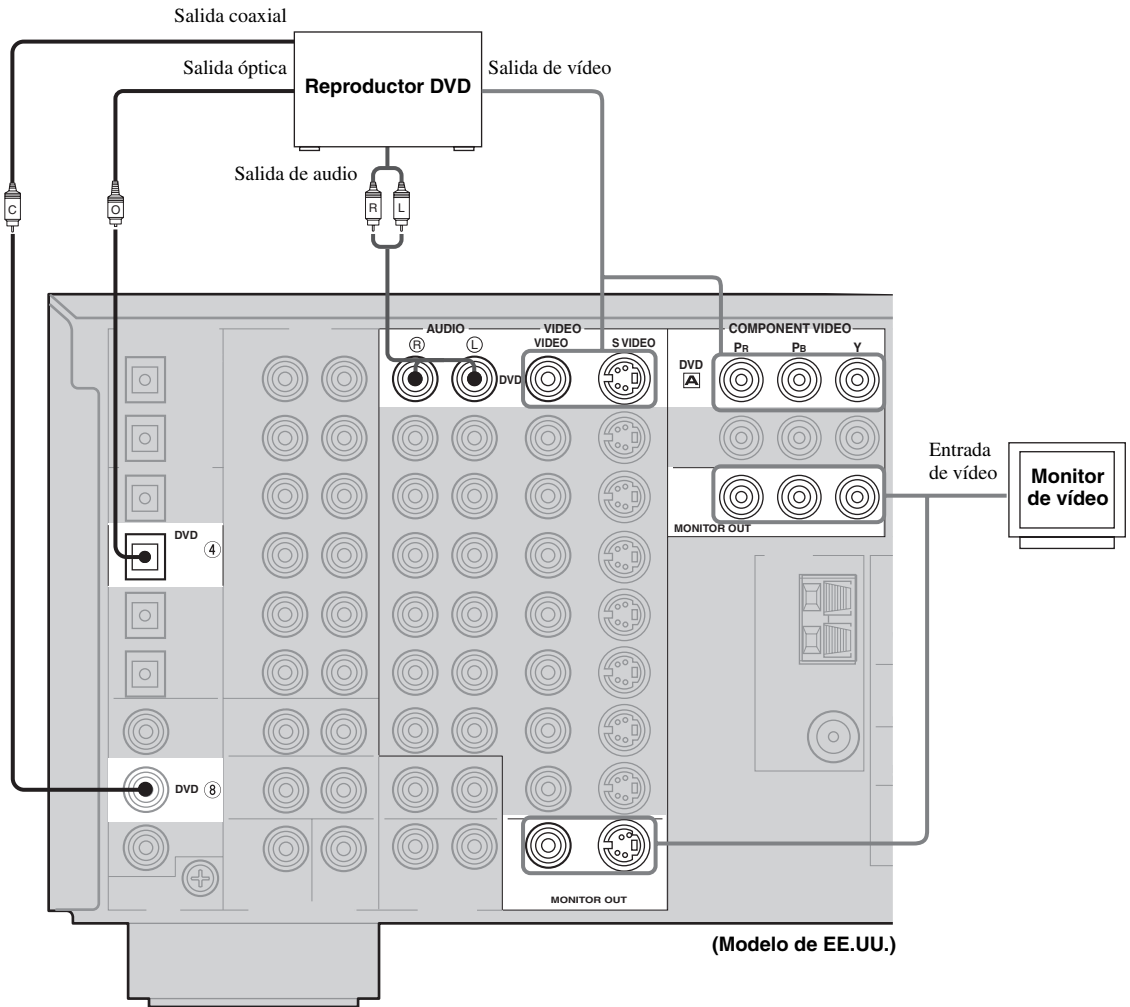 Salida coaxial
Salida óptica
Reproductor DVD
Salida de vídeo
Salida de audio
C
O
R
L
AUDIO
VIDEO
COMPONENT VIDEO
R
L
VIDEO
S VIDEO
PR
PB
Y
DVD
DVD
A
Entrada
de vídeo
Monitor
de vídeo
MONITOR OUT
DVD
4
DVD
8
MONITOR OUT
(Modelo de EE.UU.)